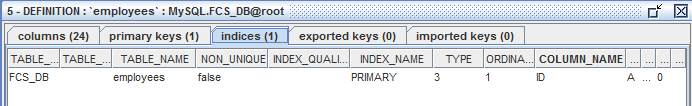 5 - DEFINITION : `employees` : MySQL.FCS_DB@root
columns (24) primary keys (1) indices (1) exported keys (0) imported keys (0)
TABLE_... TABLE_... TABLE_NAME NON_UNIQUE INDEX_QUALI... INDEX_NAME TYPE ORDINA... COLUMN_NAME ... ... ... ...
FCS_DB employees false PRIMARY 3 1 ID A ... 0